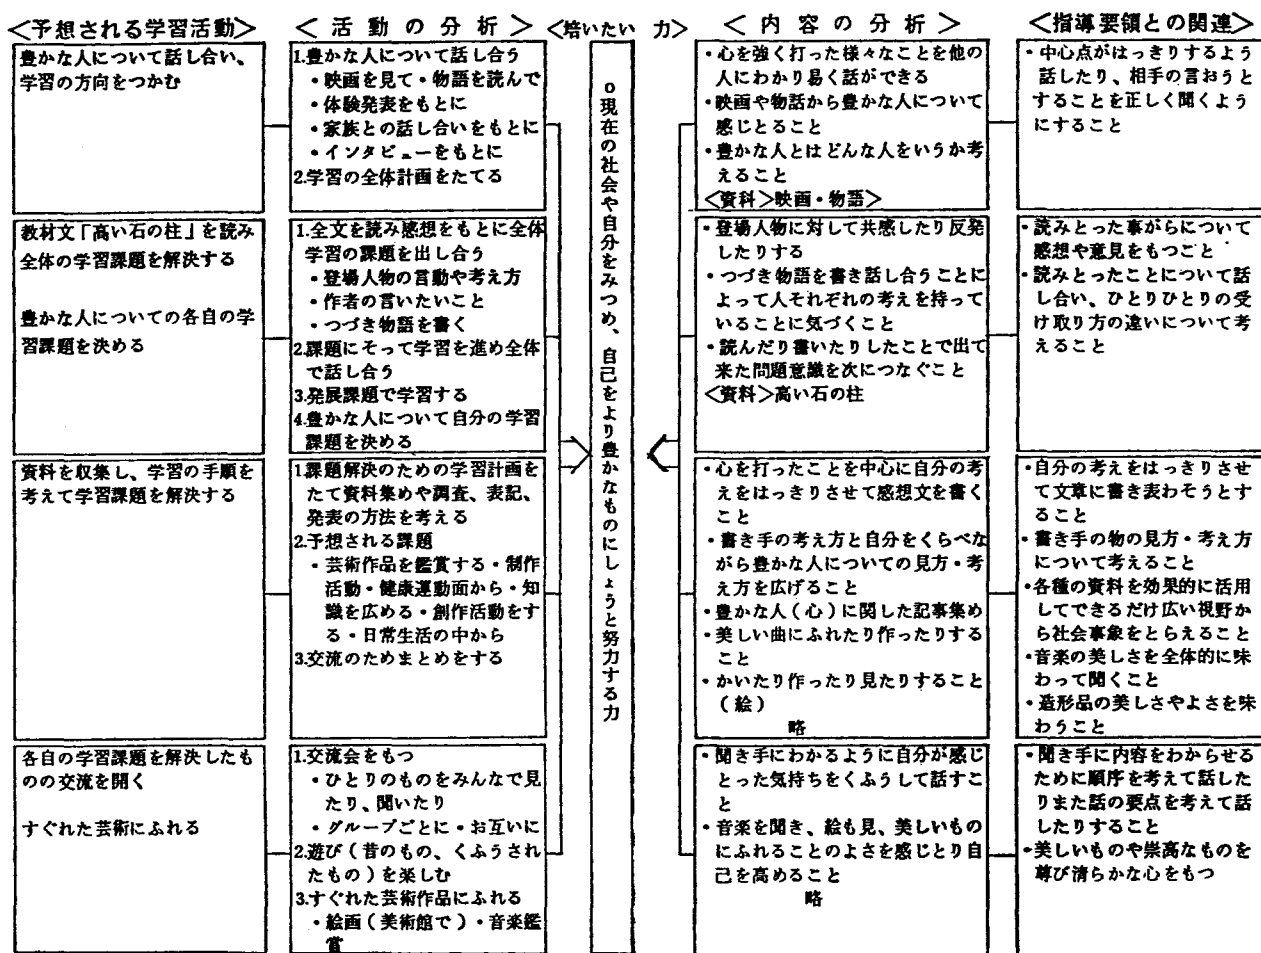 ＜予想される学習活動＞
＜活動の分析＞
＜培いたい 力＞
＜内容の分析＞
＜指導要領との関連＞
豊かな人について話し合い、
学習の方向をつかむ
1.豊かな人について話し合う
・映画を見て・物語を読んで
・体験発表をもとに
・家族との話し合いをもとに
・インタビューをもとに
2.学習の全体計画をたてる
o現在の社会や自分をみつめ、自己をより豊かなものにしょうと努力する力
・心を強く打った様々なことを他の
人にわかり易く話ができる
・映画や物話から豊かな人について
感じとること
・豊かな人とはどんな人をいうか考
えること
＜資料＞映画・物語＞
・中心点がはっきりするよう
話したり、相手の言おうと
することを正しく聞くよう
にすること
教材文「高い石の柱」を読み
全体の学習課題を解決する
豊かな人についての各自の学
習課題を決める
1.全文を読み感想をもとに全体
学習の課題を出し合う
・登場人物の言動や考え方
・作者の言いたいこと
・つづき物語を書く
2.課題にそって学習を進め全体
で話し合う
3.発展課題で学習する
4.豊かな人について自分の学習
課題を決める
・登場人物に対して共感したり反発
したりする
・つづき物語を書き話し合うことに
よって人それぞれの考えを持って
いることに気づくこと
・読んだり書いたりしたことで出て
来た問題意識を次につなぐこと
＜資料＞高い石の柱
・読みとった事がらについて
感想や意見をもつこと
・読みとったことについて話
し合い、ひとりひとりの受
け取り方の違いについて考
えること
資料を収集し、学習の手順を
考えて学習課題を解決する
1.課題解決のための学習計画を
たて資料集めや調査、表記、
発表の方法を考える
2.予想される課題
・芸術作品を鑑賞する・制作
活動・健康運動面から・知
識を広める・創作活動をす
る・日常生活の中から
3.交流のためまとめをする
・心を打ったことを中心に自分の考
えをはっきりさせて感想文を書く
こと
・書き手の考え方と自分をくらべな
がら豊かな人についての見方・考
え方を広げること
・豊かな人(心)に関した記事集め
・美しい曲にふれたり作ったりする
こと
・かいたり作ったり見たりすること
(絵)
略
・自分の考えをはっきりさせ
て文章に書き表わそうとす
ること
・書き手の物の見方・考え方
について考えること
・各種の資料を効果的に活用
してできるだけ広い視野か
ら社会事象をとらえること
・音楽の美しさを全体的に味
わって聞くこと
・造形品の美しさやよさを味
わうこと
各自の学習課題を解決したも
のの交流を開く
すぐれた芸術にふれる
1.交流会をもつ
・ひとりのものをみんなで見
たり、聞いたり
・グループごとに・お互いに
2.遊び(昔のもの、くふうされ
たもの)を楽しむ
3.すぐれた芸術作品にふれる
・絵画(美術館で)・音楽鑑
賞
・聞き手にわかるように自分が感じ
とった気持ちをくふうして話すこ
と
・音楽を聞き、絵も見、美しいもの
にふれることのよさを感じとり自
己を高めること
略
・聞き手に内容をわからせる
ために順序を考えて話した
りまた話の要点を考えて話
したりすること
・美しいものや崇高なものを
尊び清らかな心をもつ